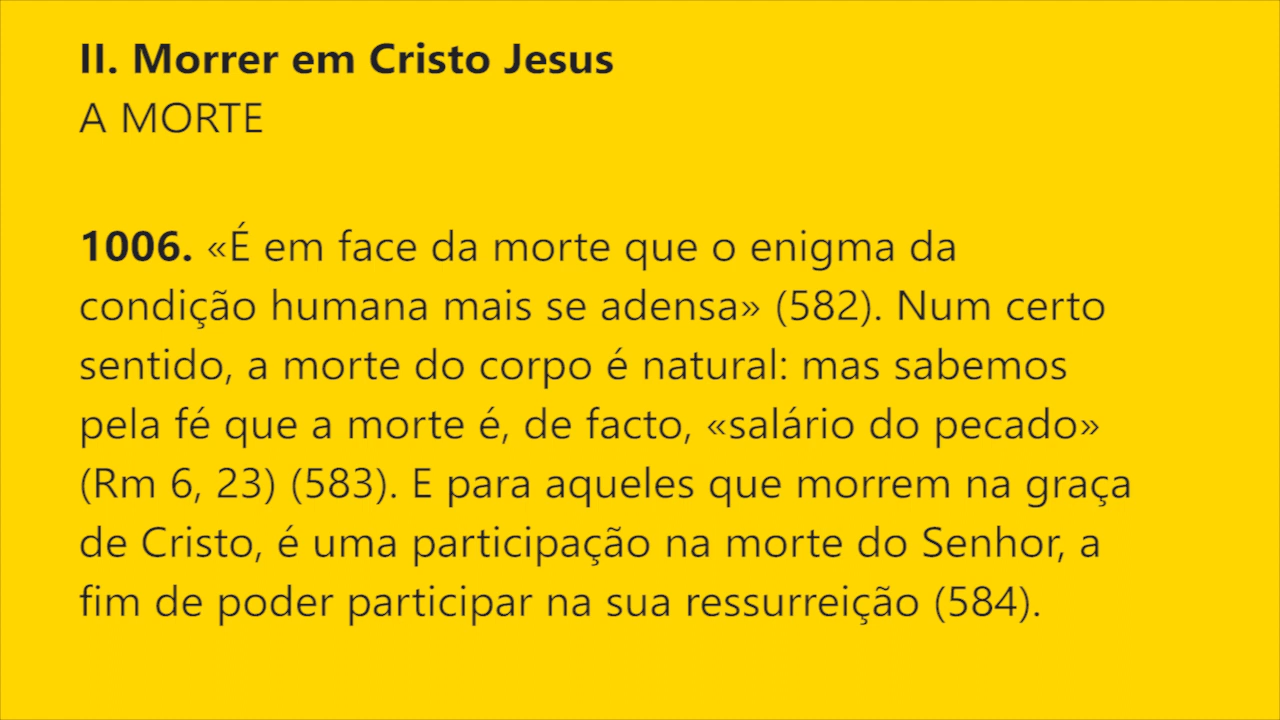 II. Morrer em Cristo Jesus
A MORTE
1006. «É em face da morte que o enigma da
condição humana mais se adensa» (582). Num certo
sentido, a morte do corpo é natural: mas sabemos
pela fé que a morte é, de facto, «salário do pecado»
(Rm 6, 23) (583). E para aqueles que morrem na graça
de Cristo, é uma participação na morte do Senhor, a
fim de poder participar na sua ressurreição (584).